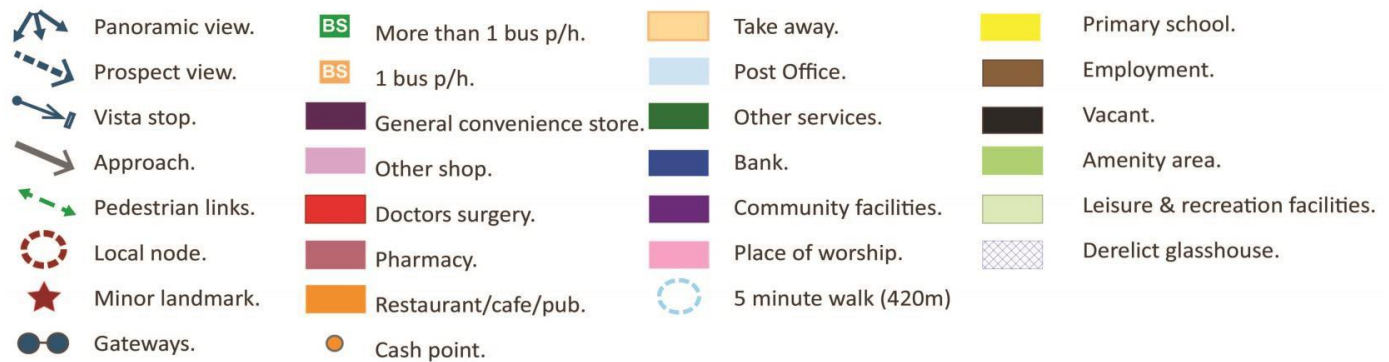 Panoramic view.
Prospect view.
Vista stop.
Approach.
Pedestrian links.
Local node.
Minor landmark.
Gateways.
BS More than 1 bus p/h.
BS 1 bus p/h.
General convenience store.
Other shop.
Doctors surgery.
Pharmacy.
Restaurant/cafe/pub.
Cash point.
Take away.
Post Office.
Other services.
Bank.
Community facilities.
Place of worship.
5 minute walk (420m)
Primary school.
Employment.
Vacant.
Amenity area.
Leisure & recreation facilities.
Derelict glasshouse.